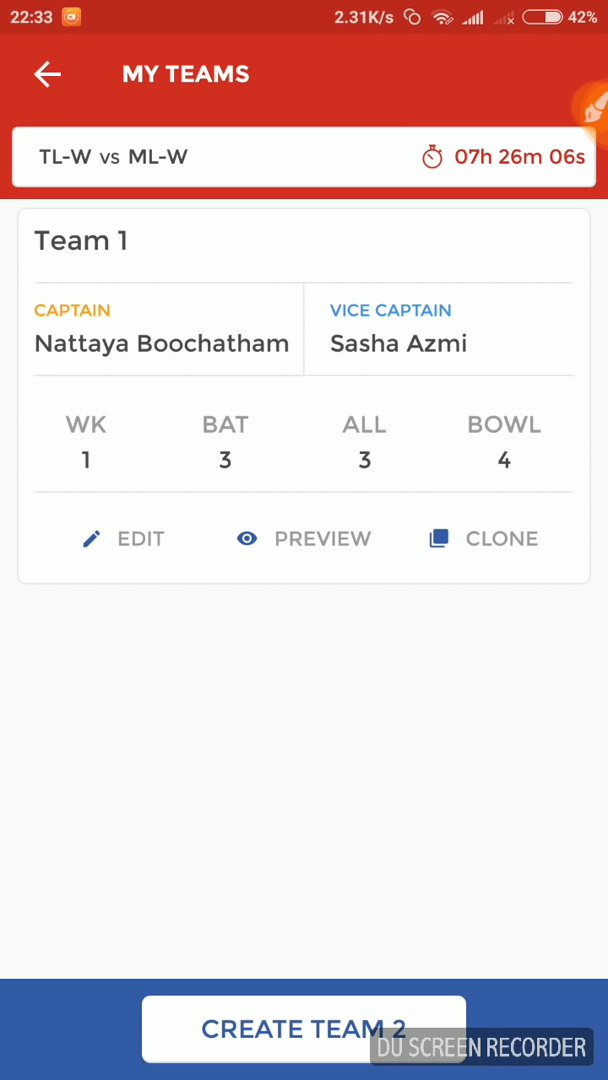 22:33 2.31K/s 42%
MY TEAMS
TL-W vs ML-W 07h 26m 06s
Team 1
CAPTAIN VICE CAPTAIN
Nattaya Boochatham Sasha Azmi
WK BAT ALL BOWL
1 3 3 4
EDIT PREVIEW CLONE
CREATE TEAM 2
DU SCREEN RECORDER